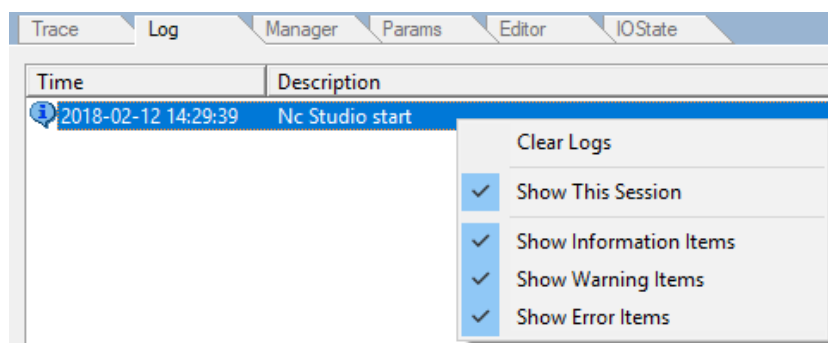 Trace Log Manager Params Editor IOState
Time Description
2018-02-12 14:29:39 Nc Studio start
Clear Logs
Show This Session
Show Information Items
Show Warning Items
Show Error Items